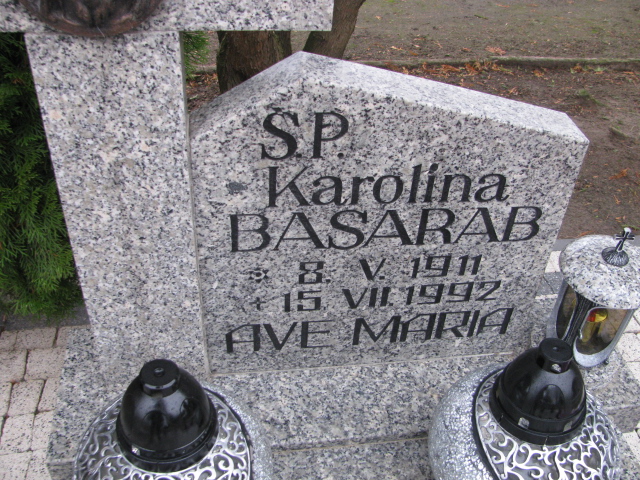 Ś.P.
Karolina
BASARAB
* 8. V. 1911
+ 15 VII. 1992
AVE MARIA